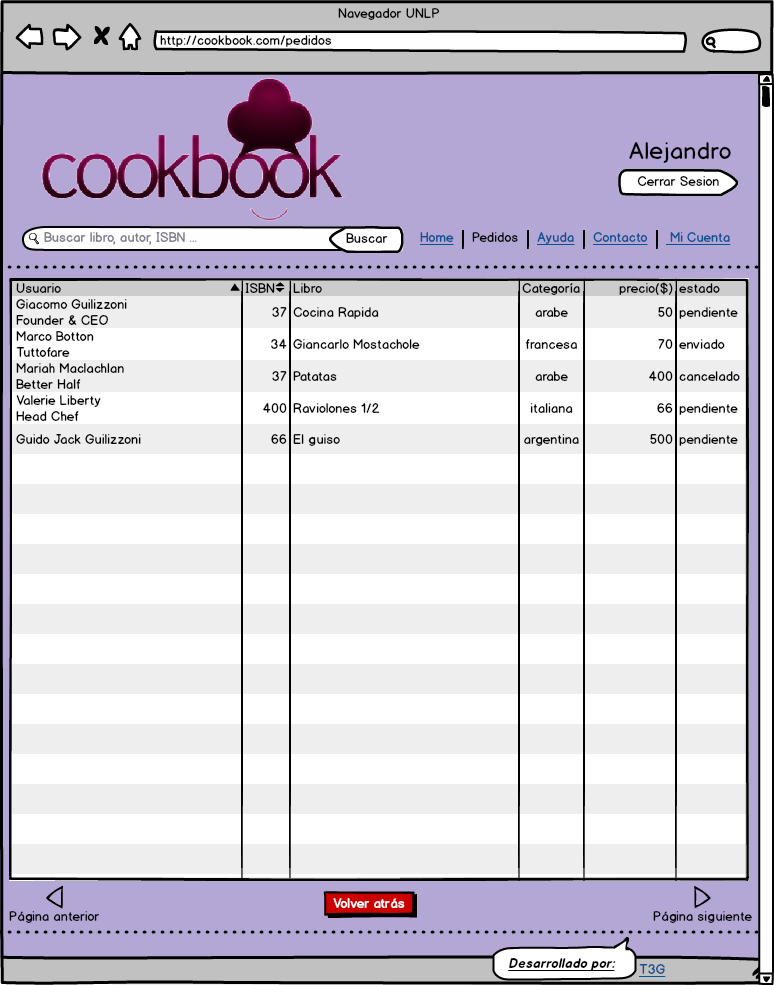 Navegador UNLP
http://cookbook.com/pedidos
cookbook
Alejandro
Cerrar Sesion
Buscar libro, autor, ISBN ...
Buscar
Home
Pedidos
Ayuda
Contacto
Mi Cuenta
Usuario ISBN Libro Categoría precio($) estado
Giacomo Guilizzoni
Founder & CEO
37 Cocina Rapida arabe 50 pendiente
Marco Botton
Tuttofare
34 Giancarlo Mostachole francesa 70 enviado
Mariah Maclachlan
Better Half
37 Patatas arabe 400 cancelado
Valerie Liberty
Head Chef
400 Raviolones 1/2 italiana 66 pendiente
Guido Jack Guilizzoni 66 El guiso argentina 500 pendiente
Página anterior
Volver atrás
Página siguiente
Desarrollado por:
T3G